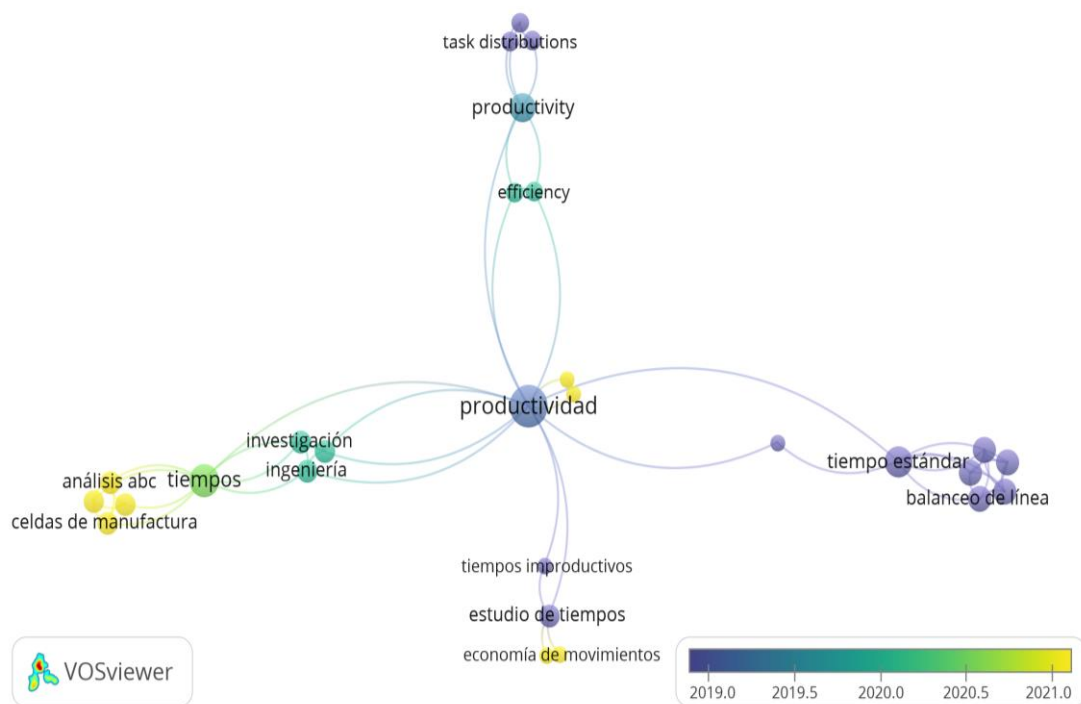 task distributions
productivity
efficiency
productividad
investigación
ingeniería
tiempos
análisis abc
celdas de manufactura
tiempo estándar
balanceo de línea
tiempos improductivos
estudio de tiempos
economía de movimientos
VOSviewer
2019.0 2019.5 2020.0 2020.5 2021.0